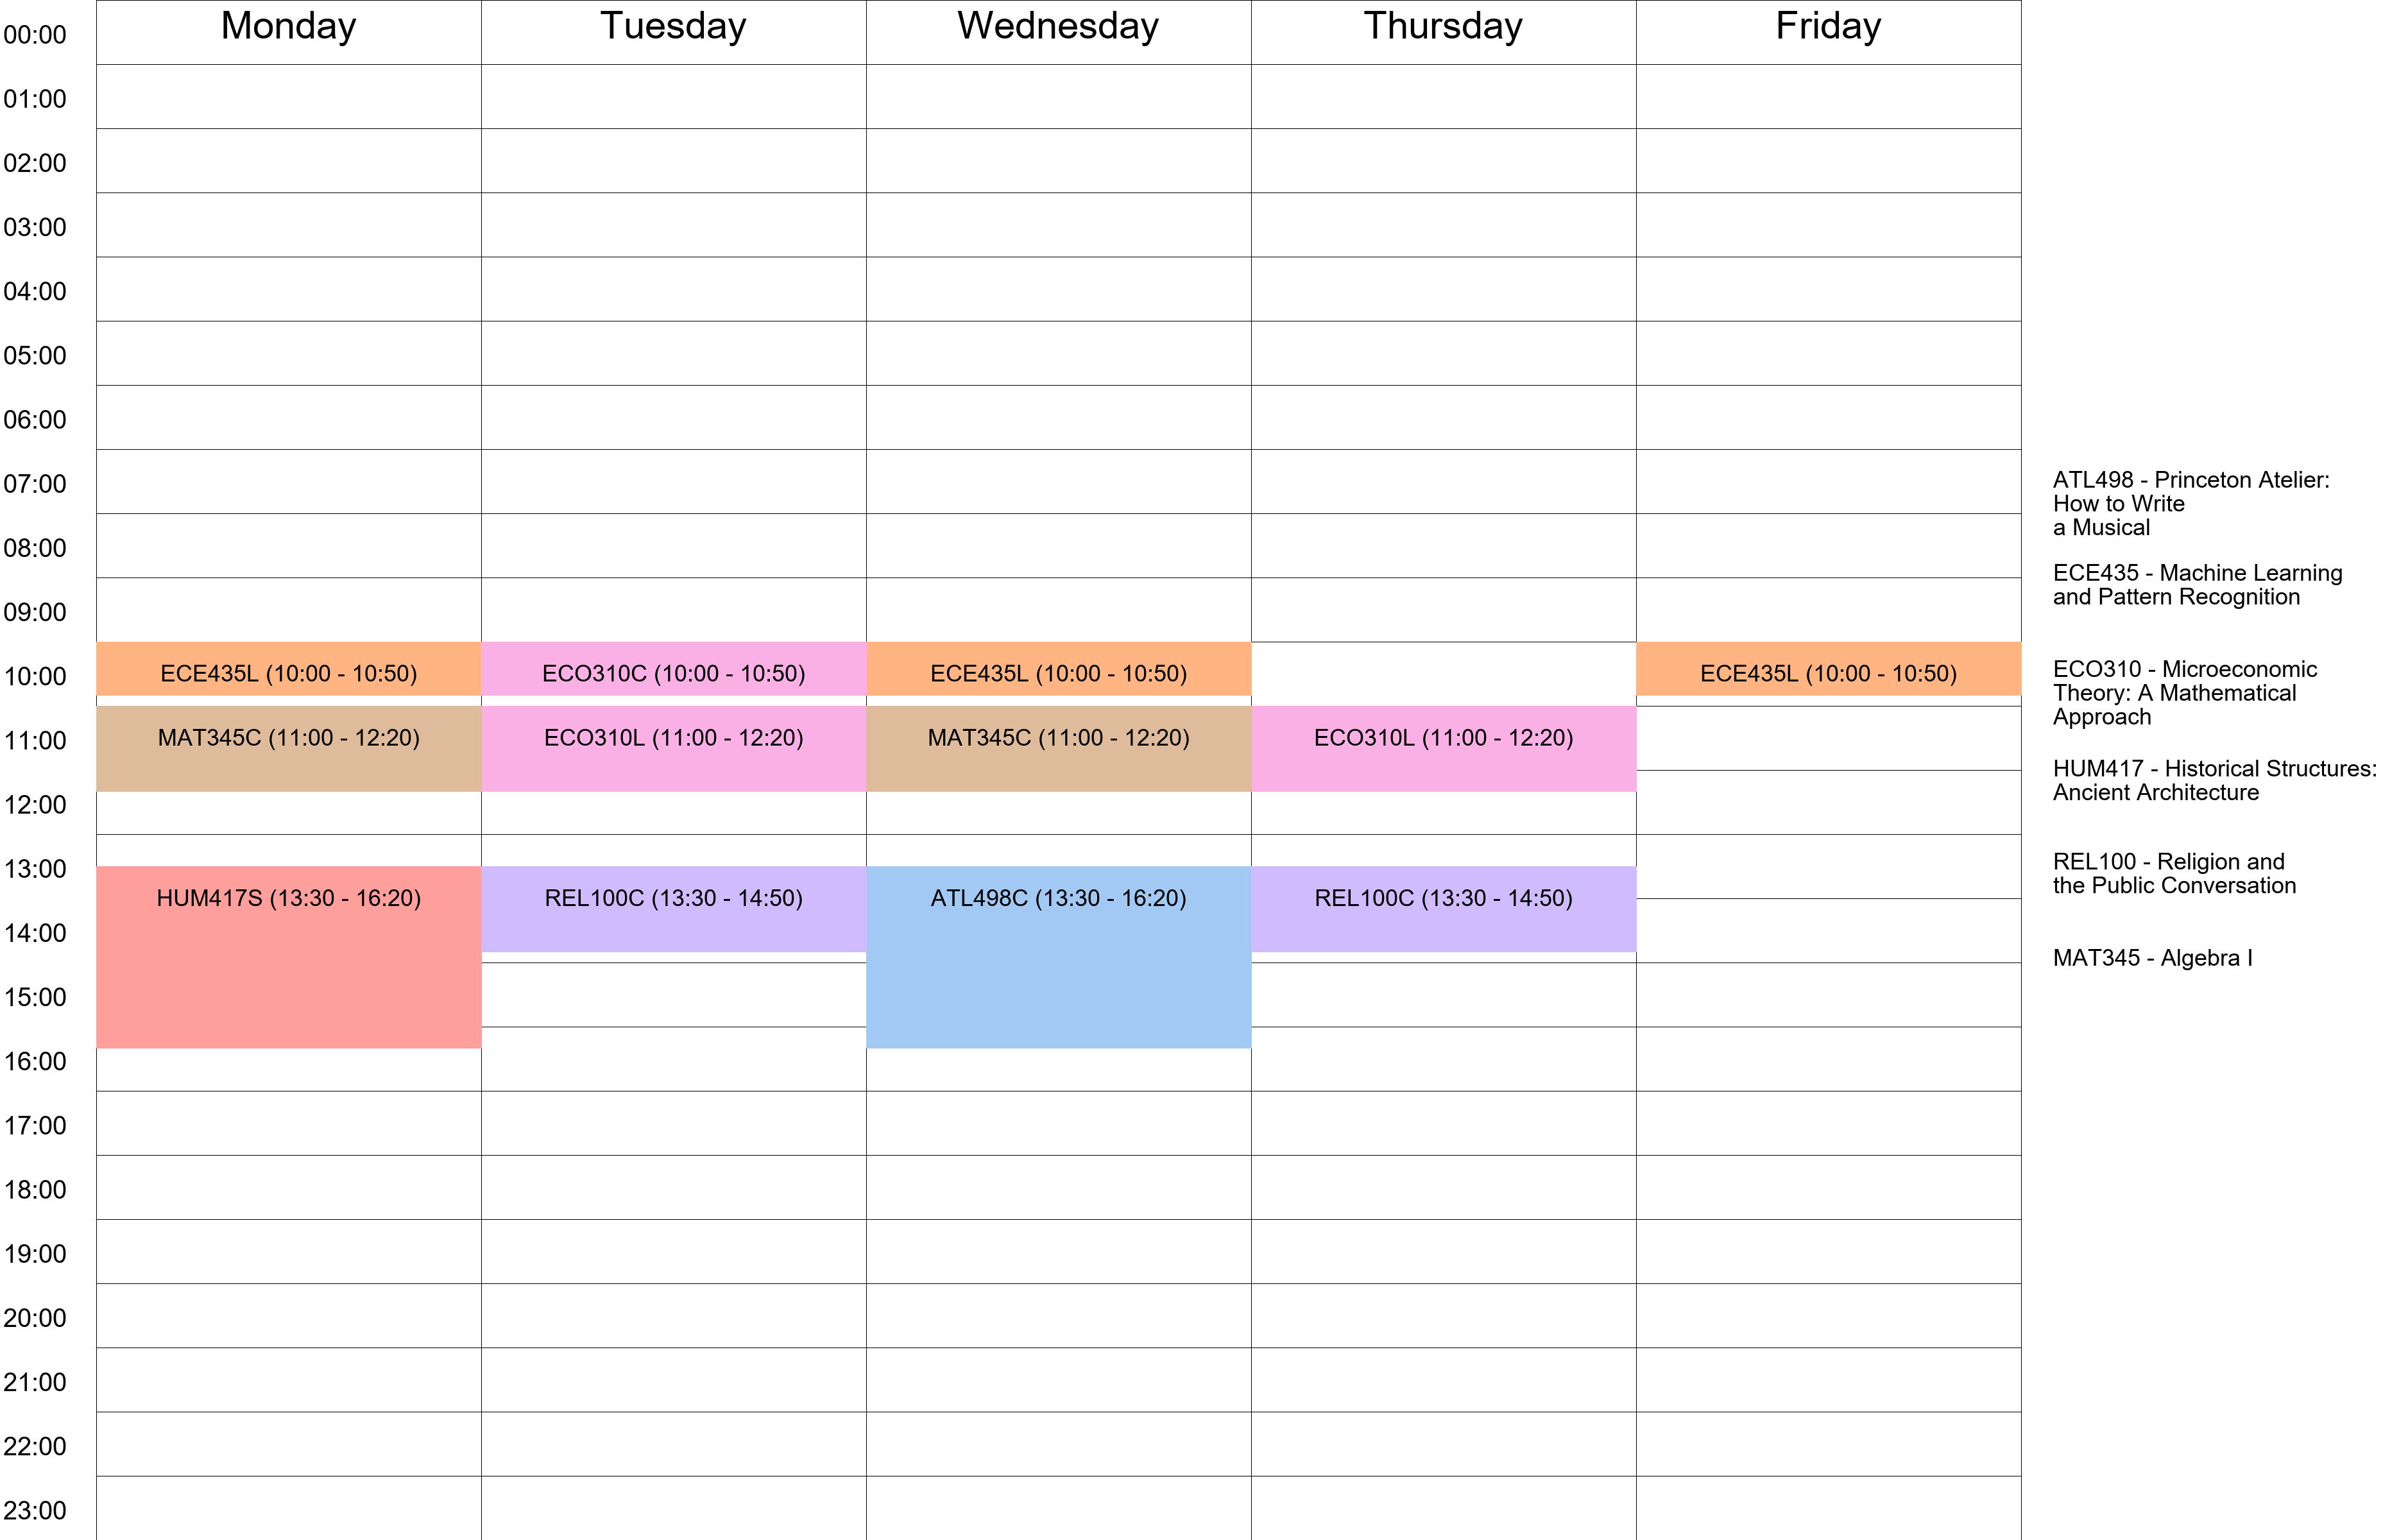 Monday Tuesday Wednesday Thursday Friday
00:00
01:00
02:00
03:00
04:00
05:00
06:00
07:00
08:00
09:00
10:00 ECE435L (10:00 - 10:50) ECO310C (10:00 - 10:50) ECE435L (10:00 - 10:50) ECE435L (10:00 - 10:50)
11:00 MAT345C (11:00 - 12:20) ECO310L (11:00 - 12:20) MAT345C (11:00 - 12:20) ECO310L (11:00 - 12:20)
12:00
13:00
HUM417S (13:30 - 16:20) REL100C (13:30 - 14:50) ATL498C (13:30 - 16:20) REL100C (13:30 - 14:50)
14:00
15:00
16:00
17:00
18:00
19:00
20:00
21:00
22:00
23:00
ATL498 - Princeton Atelier:
How to Write
a Musical
ECE435 - Machine Learning
and Pattern Recognition
ECO310 - Microeconomic
Theory: A Mathematical
Approach
HUM417 - Historical Structures:
Ancient Architecture
REL100 - Religion and
the Public Conversation
MAT345 - Algebra I